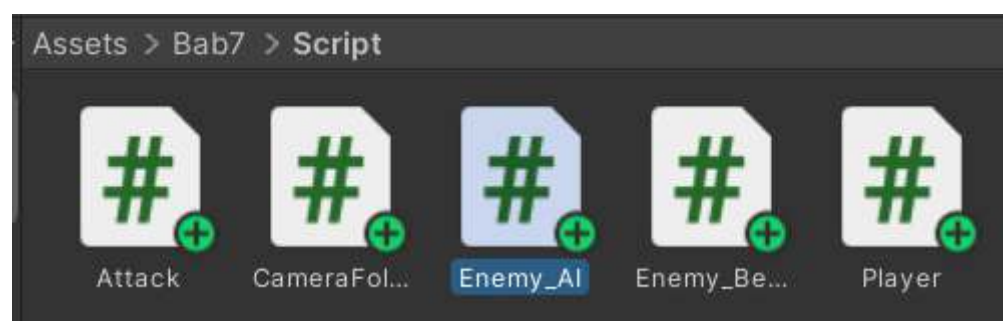 Assets > Bab7 > Script
Attack CameraFol... Enemy_AI Enemy_Be... Player